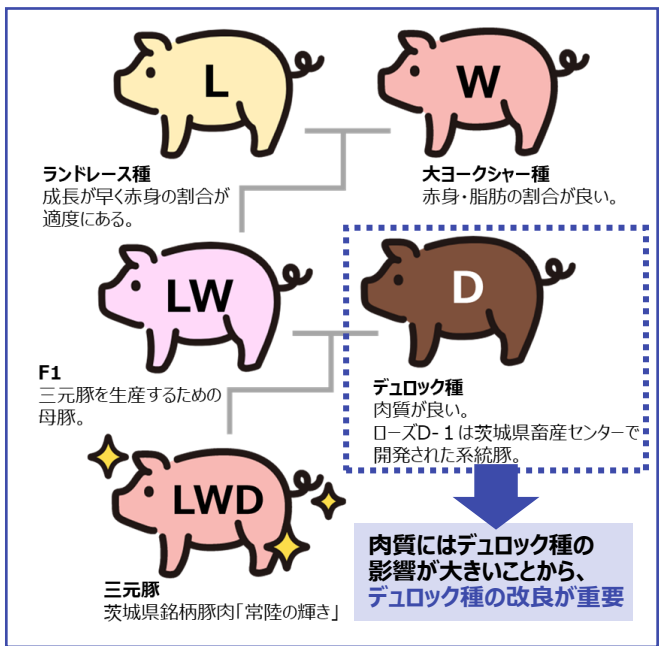 L
W
ランドレース種
成長が早く赤身の割合が
適度にある。
大ヨークシャー種
赤身・脂肪の割合が良い。
LW
D
F1
三元豚を生産するための
母豚。
デュロック種
肉質が良い。
ローズD-１は茨城県畜産センターで
開発された系統豚。
LWD
三元豚
茨城県銘柄豚肉「常陸の輝き」
肉質にはデュロック種の
影響が大きいことから、
デュロック種の改良が重要